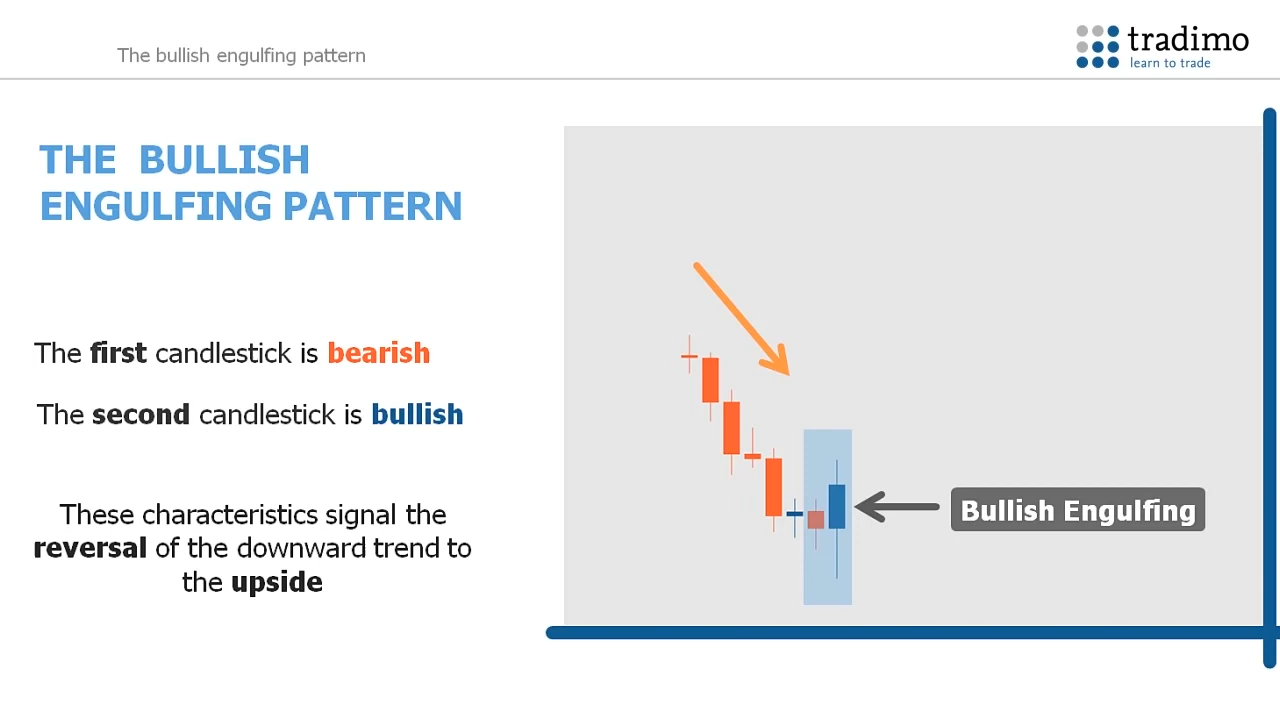 The bullish engulfing pattern
tradimo
learn to trade
THE BULLISH
ENGULFING PATTERN
The first candlestick is bearish
The second candlestick is bullish
These characteristics signal the
reversal of the downward trend to
the upside
Bullish Engulfing